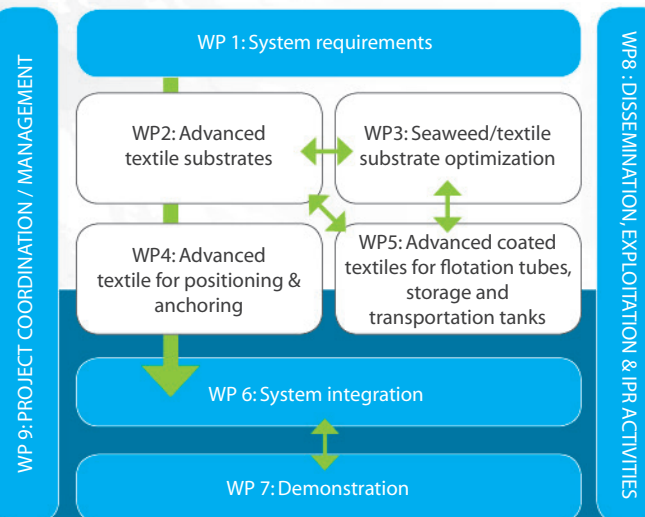 WP 9: PROJECT COORDINATION / MANAGEMENT
WP 1: System requirements
WP2: Advanced
textile substrates
WP3: Seaweed/textile
substrate optimization
WP4: Advanced
textile for positioning &
anchoring
WP5: Advanced coated
textiles for flotation tubes,
storage and
transportation tanks
WP 6: System integration
WP 7: Demonstration
WP8 : DISSEMINATION, EXPLOITATION & IPR ACTIVITIES